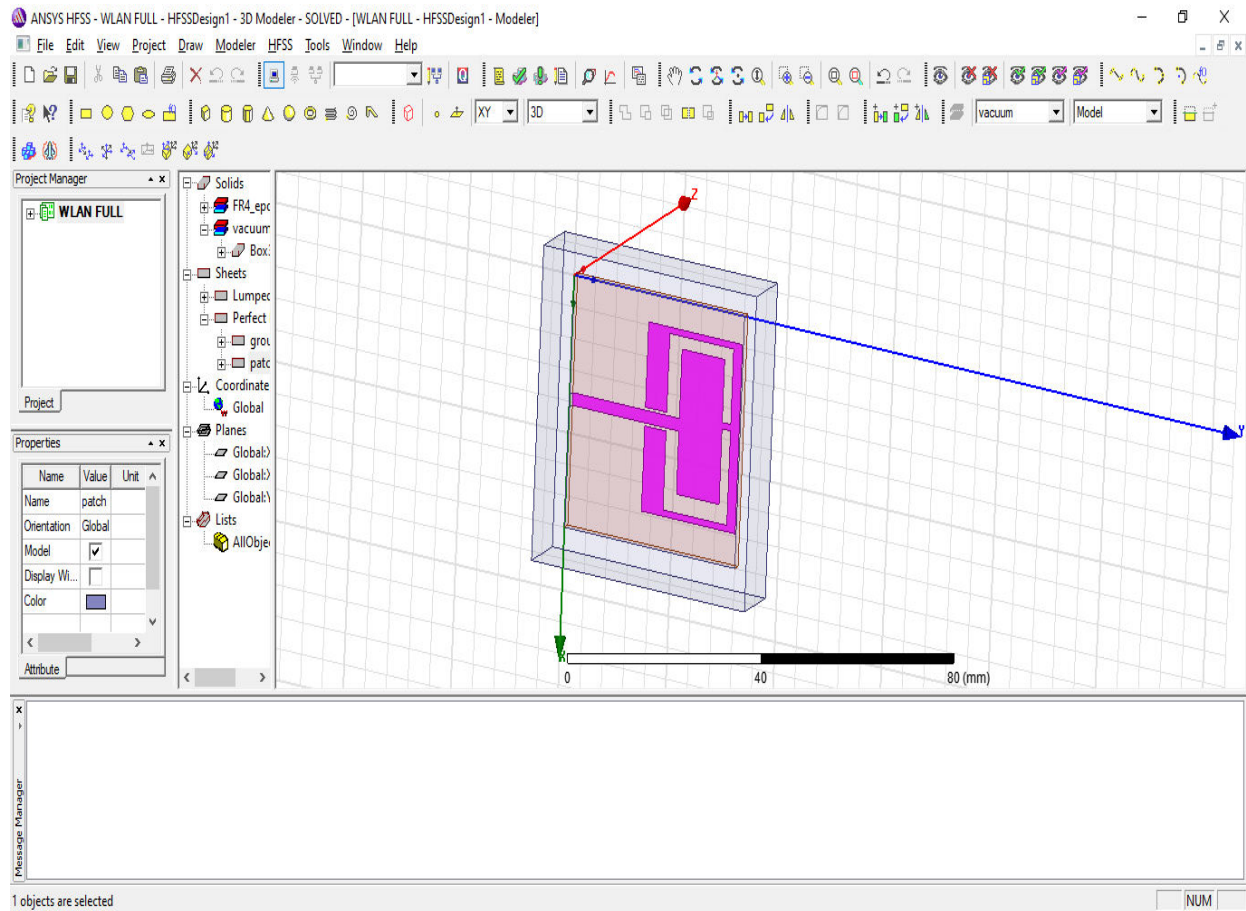 ANSYS HFSS - WLAN FULL - HFSSDesign1 - 3D Modeler - SOLVED - [WLAN FULL - HFSSDesign1 - Modeler]
File Edit View Project Draw Modeler HFSS Tools Window Help
XY 3D vacuum Model
Project Manager
WLAN FULL
Project
Properties
Name Value Unit
Name patch
Orientation Global
Model
Display Wi...
Color
Attribute
Solids
FR4_epc
vacuum
Box
Sheets
Lumpec
Perfect
grou
patc
Coordinate
Global
Planes
Global:X
Global:X
Global:Y
Lists
AllObje
Z
Y
0 40 80 (mm)
Message Manager
1 objects are selected
NUM